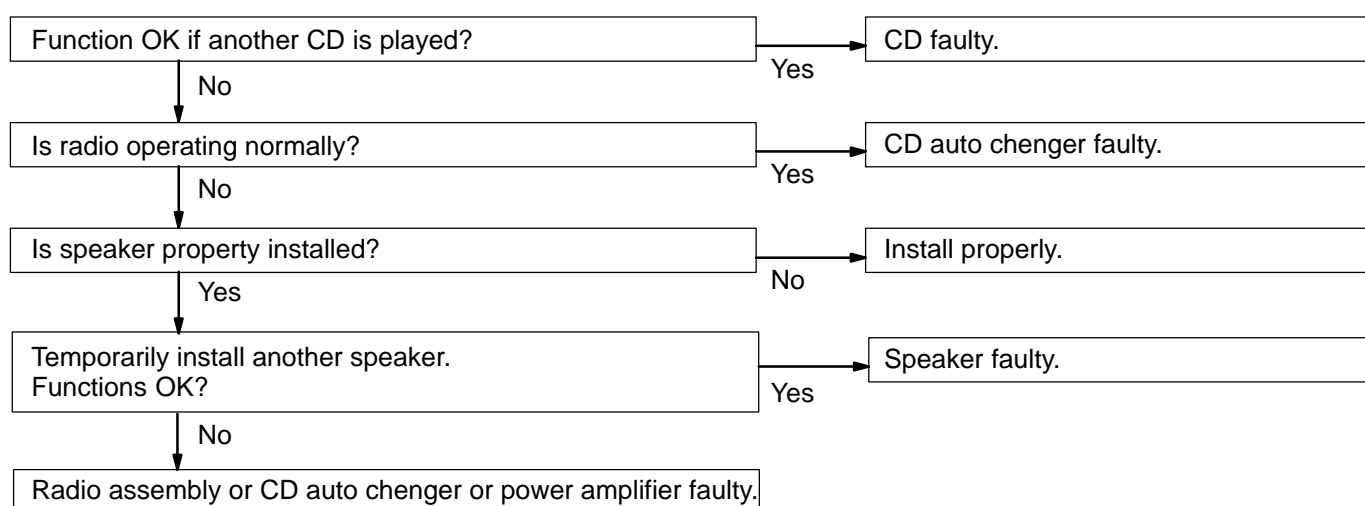 Function OK if another CD is played?
Yes
CD faulty.
No
Is radio operating normally?
Yes
CD auto chenger faulty.
No
Is speaker property installed?
No
Install properly.
Yes
Temporarily install another speaker.
Functions OK?
Yes
Speaker faulty.
No
Radio assembly or CD auto chenger or power amplifier faulty.